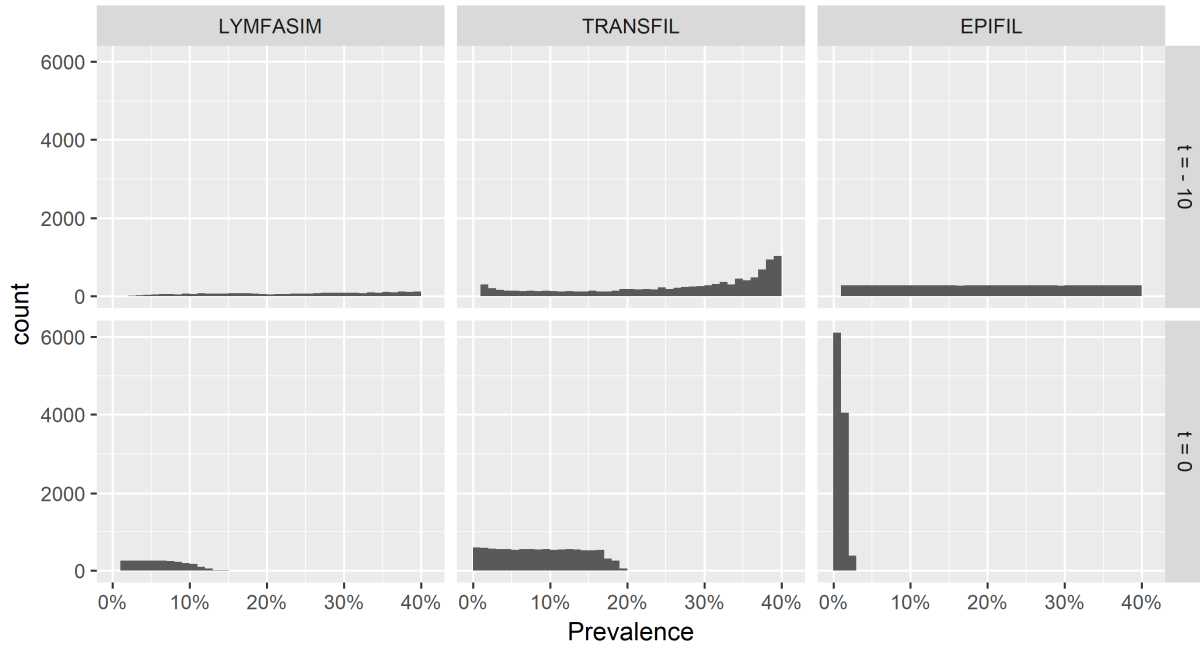 LYMFASIM TRANSFIL EPIFIL
6000
4000
2000
0
t = - 10
count
6000
4000
2000
0
t = 0
0% 10% 20% 30% 40% 0% 10% 20% 30% 40% 0% 10% 20% 30% 40%
Prevalence